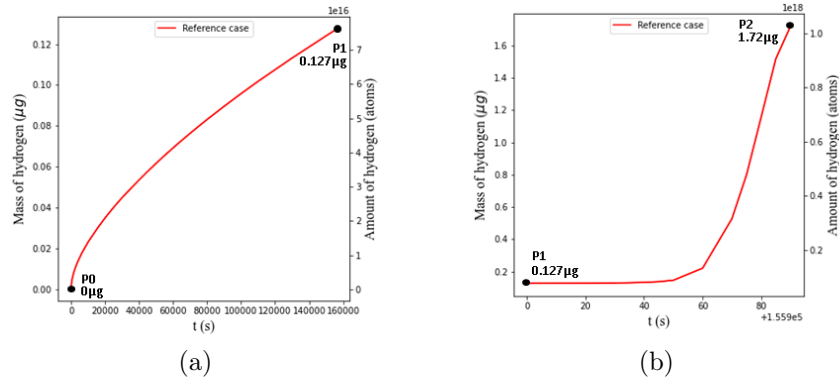 1e16
Reference case
P1
0.127µg
P0
0µg
0.12
0.10
0.08
0.06
0.04
0.02
0.00
Mass of hydrogen (µg)
7
6
5
4
3
2
1
0
Amount of hydrogen (atoms)
0 20000 40000 60000 80000 100000 120000 140000 160000
t (s)
(a)
1e18
Reference case
P2
1.72µg
P1
0.127µg
1.6
1.4
1.2
1.0
0.8
0.6
0.4
0.2
Mass of hydrogen (µg)
1.0
0.8
0.6
0.4
0.2
Amount of hydrogen (atoms)
0 20 40 60 80
+1.559e5
t (s)
(b)